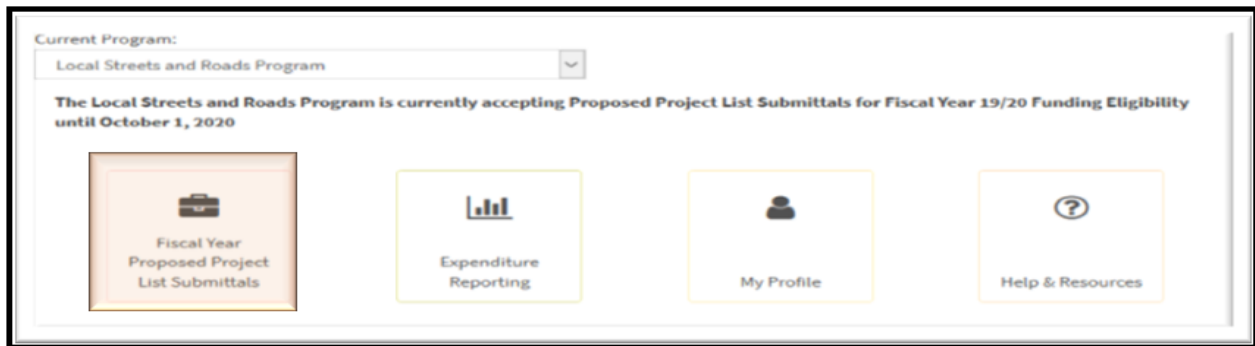 Current Program:
Local Streets and Roads Program
The Local Streets and Roads Program is currently accepting Proposed Project List Submittals for Fiscal Year 19/20 Funding Eligibility
until October 1, 2020
Fiscal Year
Proposed Project
List Submittals
Expenditure
Reporting
My Profile
Help & Resources